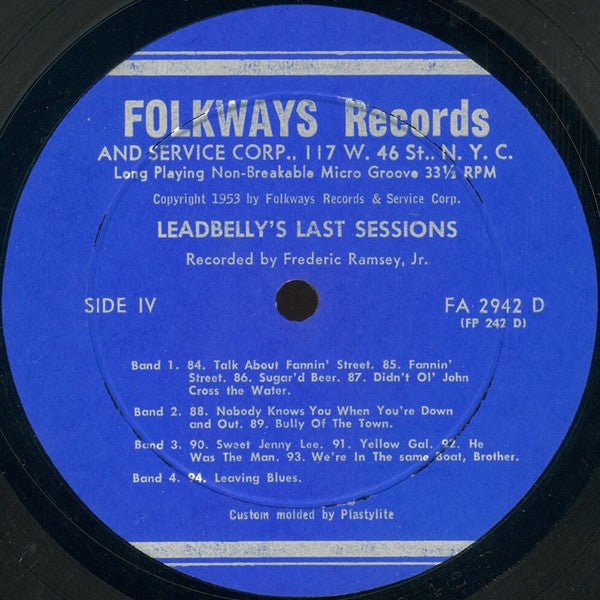 FOLKWAYS Records
AND SERVICE CORP., 117 W. 46 St., N. Y. C.
Long Playing Non-Breakable Micro Groove 33⅓ RPM
Copyright 1953 by Folkways Records & Service Corp.
LEADBELLY'S LAST SESSIONS
Recorded by Frederic Ramsey, Jr.
SIDE IV
FA 2942 D
(FP 242 D)
Band 1. 84. Talk About Fannin' Street. 85. Fannin'
Street. 86. Sugar'd Beer. 87. Didn't Ol' John
Cross the Water.
Band 2. 88. Nobody Knows You When You're Down
and Out. 89. Bully Of The Town.
Band 3. 90. Sweet Jenny Lee. 91. Yellow Gal. 92. He
Was The Man. 93. We're In The same Boat, Brother.
Band 4. 94. Leaving Blues.
Custom molded by Plastylite